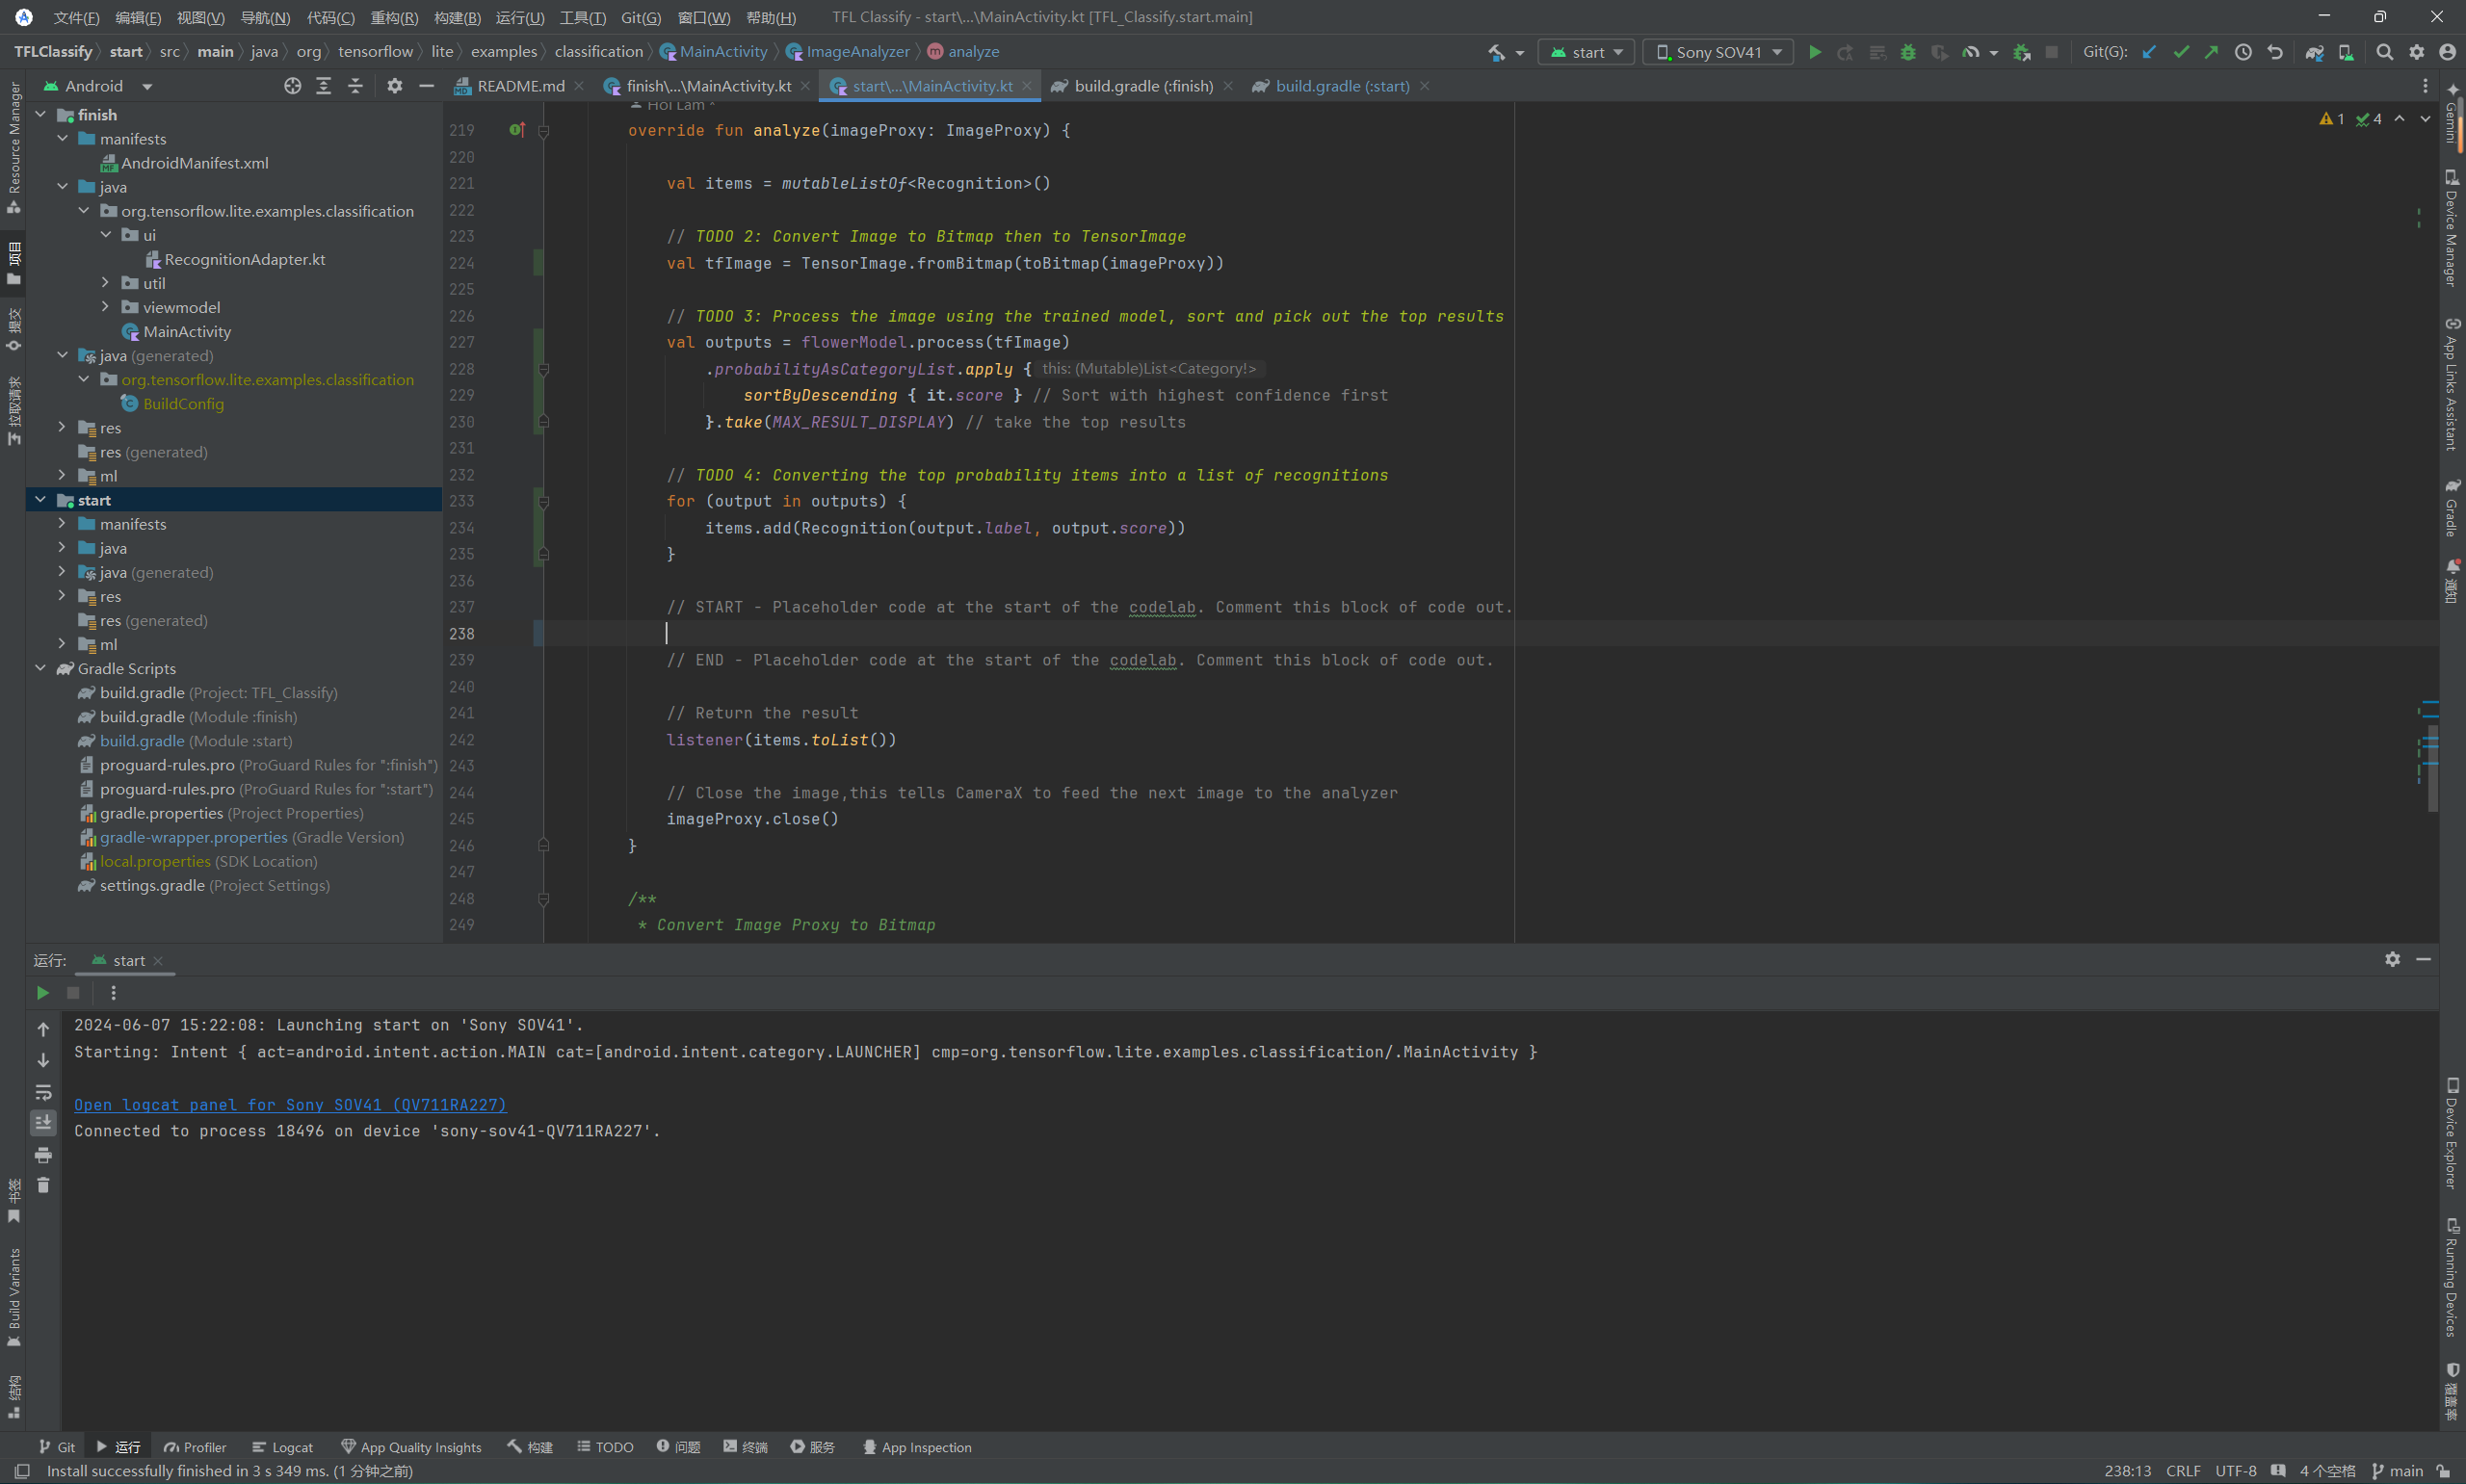 文件(F) 编辑(E) 视图(V) 导航(N) 代码(C) 重构(R) 构建(B) 运行(U) 工具(T) Git(G) 窗口(W) 帮助(H) TFL Classify - start\...\MainActivity.kt [TFL_Classify.start.main]
TFLClassify start src main java org tensorflow lite examples classification MainActivity ImageAnalyzer analyze start Sony SOV41 Git(G):
Android README.md finish\...\MainActivity.kt start\...\MainActivity.kt build.gradle (:finish) build.gradle (:start)
Resource Manager
项目
提交
拉取请求
书签
Build Variants
结构
finish
manifests
AndroidManifest.xml
java
org.tensorflow.lite.examples.classification
ui
RecognitionAdapter.kt
util
viewmodel
MainActivity
java (generated)
org.tensorflow.lite.examples.classification
BuildConfig
res
res (generated)
ml
start
manifests
java
java (generated)
res
res (generated)
ml
Gradle Scripts
build.gradle (Project: TFL_Classify)
build.gradle (Module :finish)
build.gradle (Module :start)
proguard-rules.pro (ProGuard Rules for ":finish")
proguard-rules.pro (ProGuard Rules for ":start")
gradle.properties (Project Properties)
gradle-wrapper.properties (Gradle Version)
local.properties (SDK Location)
settings.gradle (Project Settings)
Hoi Lam *
1 4
219 override fun analyze(imageProxy: ImageProxy) {
220
221 val items = mutableListOf<Recognition>()
222
223 // TODO 2: Convert Image to Bitmap then to TensorImage
224 val tfImage = TensorImage.fromBitmap(toBitmap(imageProxy))
225
226 // TODO 3: Process the image using the trained model, sort and pick out the top results
227 val outputs = flowerModel.process(tfImage)
228 .probabilityAsCategoryList.apply { this: (Mutable)List<Category!>
229 sortByDescending { it.score } // Sort with highest confidence first
230 }.take(MAX_RESULT_DISPLAY) // take the top results
231
232 // TODO 4: Converting the top probability items into a list of recognitions
233 for (output in outputs) {
234 items.add(Recognition(output.label, output.score))
235 }
236
237 // START - Placeholder code at the start of the codelab. Comment this block of code out.
238
239 // END - Placeholder code at the start of the codelab. Comment this block of code out.
240
241 // Return the result
242 listener(items.toList())
243
244 // Close the image,this tells CameraX to feed the next image to the analyzer
245 imageProxy.close()
246 }
247
248 /**
249 * Convert Image Proxy to Bitmap
Gemini
Device Manager
App Links Assistant
Gradle
通知
Device Explorer
Running Devices
覆盖率
运行: start
2024-06-07 15:22:08: Launching start on 'Sony SOV41'.
Starting: Intent { act=android.intent.action.MAIN cat=[android.intent.category.LAUNCHER] cmp=org.tensorflow.lite.examples.classification/.MainActivity }
Open logcat panel for Sony SOV41 (QV711RA227)
Connected to process 18496 on device 'sony-sov41-QV711RA227'.
Git 运行 Profiler Logcat App Quality Insights 构建 TODO 问题 终端 服务 App Inspection
Install successfully finished in 3 s 349 ms. (1 分钟之前) 238:13 CRLF UTF-8 4 个空格 main